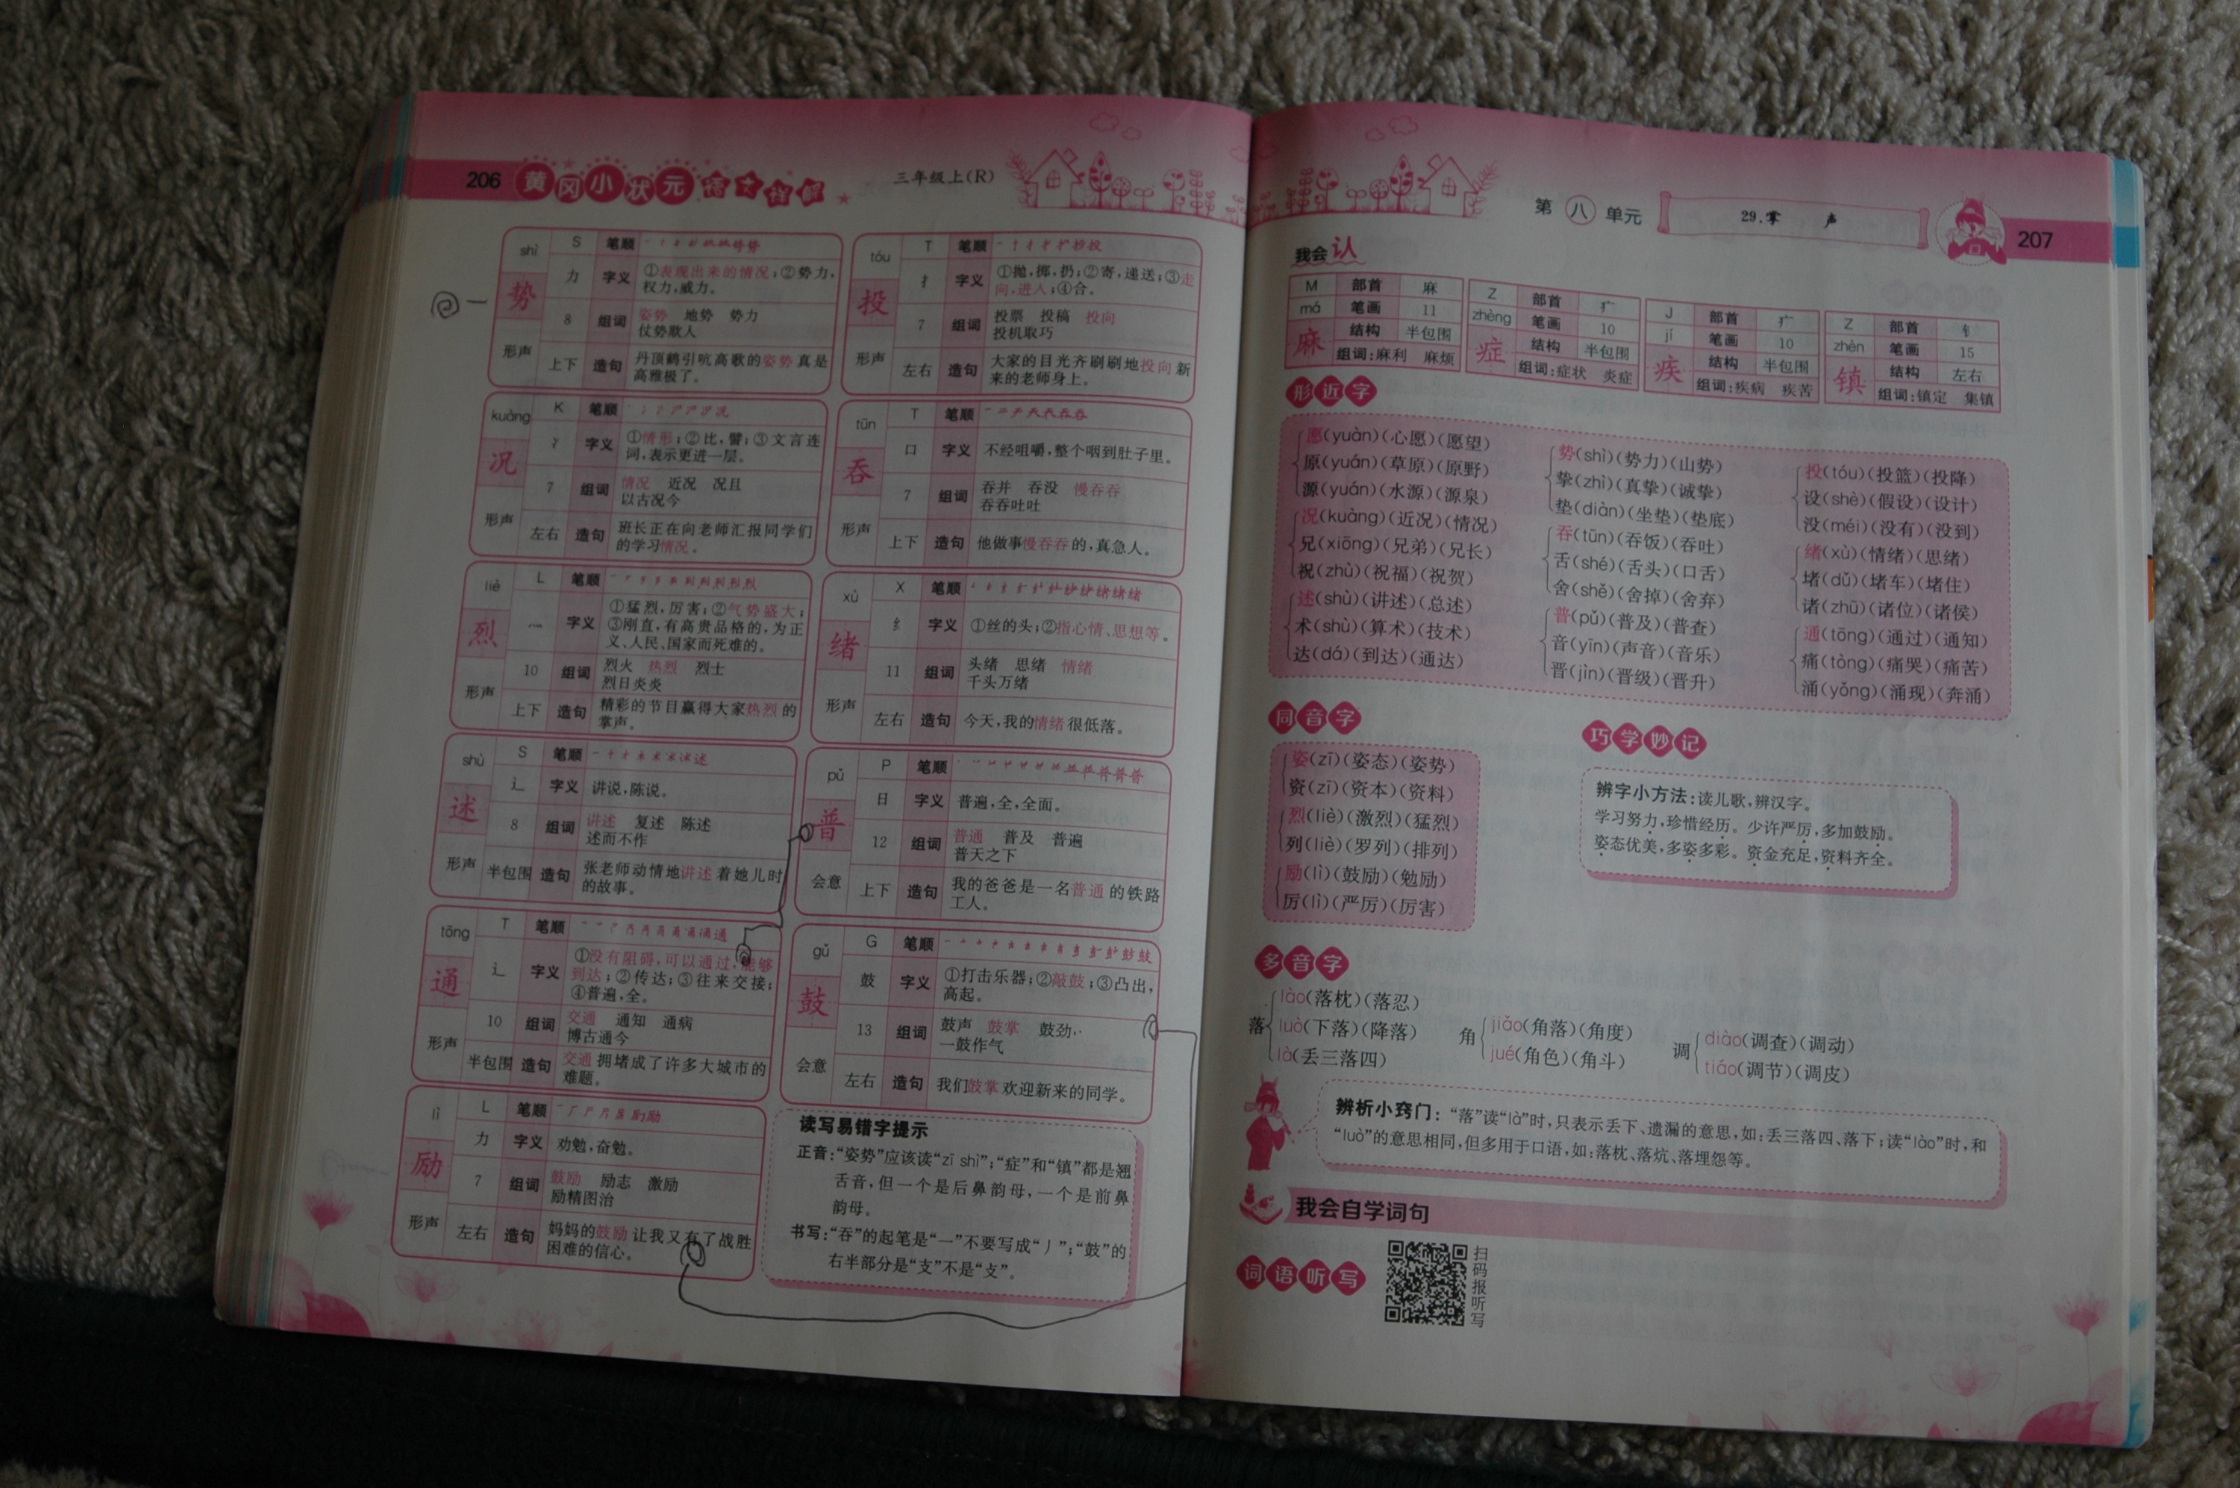 206 黄冈小状元 三年级上(R)
shì S 笔顺
势 力 字义 ①表现出来的情况；②势力，
权力，威力。
8 组词 姿势 地势 势力
仗势欺人
形声 上下 造句 丹顶鹤引吭高歌的姿势真是
高雅极了。
tóu T 笔顺
投 扌 字义 ①抛，掷，扔；②寄，递送；③走
向，进入；④合。
7 组词 投票 投稿 投向
投机取巧
形声 左右 造句 大家的目光齐刷刷地投向新
来的老师身上。
kuàng K 笔顺
况 冫 字义 ①情形；②比，譬；③文言连
词，表示更进一层。
7 组词 情况 近况 况且
以古况今
形声 左右 造句 班长正在向老师汇报同学们
的学习情况。
tūn T 笔顺
吞 口 字义 不经咀嚼，整个咽到肚子里。
7 组词 吞并 吞没 慢吞吞
吞吞吐吐
形声 上下 造句 他做事慢吞吞的，真急人。
liè L 笔顺
烈 灬 字义 ①猛烈，厉害；②气势盛大；
③刚直，有高贵品格的，为正
义、人民、国家而死难的。
10 组词 烈火 热烈 烈士
烈日炎炎
形声 上下 造句 精彩的节目赢得大家热烈的
掌声。
xù X 笔顺
绪 纟 字义 ①丝的头；②指心情、思想等。
11 组词 头绪 思绪 情绪
千头万绪
形声 左右 造句 今天，我的情绪很低落。
shù S 笔顺
述 辶 字义 讲说，陈说。
8 组词 讲述 复述 陈述
述而不作
形声 半包围 造句 张老师动情地讲述着她儿时
的故事。
pǔ P 笔顺
普 日 字义 普遍，全，全面。
12 组词 普通 普及 普遍
普天之下
会意 上下 造句 我的爸爸是一名普通的铁路
工人。
tōng T 笔顺
通 辶 字义 ①没有阻碍，可以通过，能够
到达；②传达；③往来交接；
④普遍，全。
10 组词 交通 通知 通病
博古通今
形声 半包围 造句 交通拥堵成了许多大城市的
难题。
gǔ G 笔顺
鼓 鼓 字义 ①打击乐器；②敲鼓；③凸出，
高起。
13 组词 鼓声 鼓掌 鼓劲
一鼓作气
会意 左右 造句 我们鼓掌欢迎新来的同学。
lì L 笔顺
励 力 字义 劝勉，奋勉。
7 组词 鼓励 励志 激励
励精图治
形声 左右 造句 妈妈的鼓励让我又有了战胜
困难的信心。
读写易错字提示
正音：“姿势”应该读“zī shì”；“症”和“镇”都是翘
舌音，但一个是后鼻韵母，一个是前鼻
韵母。
书写：“吞”的起笔是“一”不要写成“丿”；“鼓”的
右半部分是“支”不是“攴”。
第八单元 29.掌 声 207
我会认
M 部首 麻
má 笔画 11
麻 结构 半包围
组词：麻利 麻烦
Z 部首 疒
zhèng 笔画 10
症 结构 半包围
组词：症状 炎症
J 部首 疒
jí 笔画 10
疾 结构 半包围
组词：疾病 疾苦
Z 部首 钅
zhèn 笔画 15
镇 结构 左右
组词：镇定 集镇
形近字
愿(yuàn)(心愿)(愿望)
原(yuán)(草原)(原野)
源(yuán)(水源)(源泉)
况(kuàng)(近况)(情况)
兄(xiōng)(兄弟)(兄长)
祝(zhù)(祝福)(祝贺)
述(shù)(讲述)(总述)
术(shù)(算术)(技术)
达(dá)(到达)(通达)
势(shì)(势力)(山势)
挚(zhì)(真挚)(诚挚)
垫(diàn)(坐垫)(垫底)
吞(tūn)(吞饭)(吞吐)
舌(shé)(舌头)(口舌)
舍(shě)(舍掉)(舍弃)
普(pǔ)(普及)(普查)
音(yīn)(声音)(音乐)
晋(jìn)(晋级)(晋升)
投(tóu)(投篮)(投降)
设(shè)(假设)(设计)
没(méi)(没有)(没到)
绪(xù)(情绪)(思绪)
堵(dǔ)(堵车)(堵住)
诸(zhū)(诸位)(诸侯)
通(tōng)(通过)(通知)
痛(tòng)(痛哭)(痛苦)
涌(yǒng)(涌现)(奔涌)
同音字
姿(zī)(姿态)(姿势)
资(zī)(资本)(资料)
烈(liè)(激烈)(猛烈)
列(liè)(罗列)(排列)
励(lì)(鼓励)(勉励)
厉(lì)(严厉)(厉害)
巧学妙记
辨字小方法：读儿歌，辨汉字。
学习努力，珍惜经历。少许严厉，多加鼓励。
姿态优美，多姿多彩。资金充足，资料齐全。
多音字
落 lào(落枕)(落忍)
luò(下落)(降落)
là(丢三落四)
角 jiǎo(角落)(角度)
jué(角色)(角斗)
调 diào(调查)(调动)
tiáo(调节)(调皮)
辨析小窍门：“落”读“là”时，只表示丢下、遗漏的意思，如：丢三落四、落下；读“lào”时，和
“luò”的意思相同，但多用于口语，如：落枕、落炕、落埋怨等。
我会自学词句
词语听写
扫码报听写